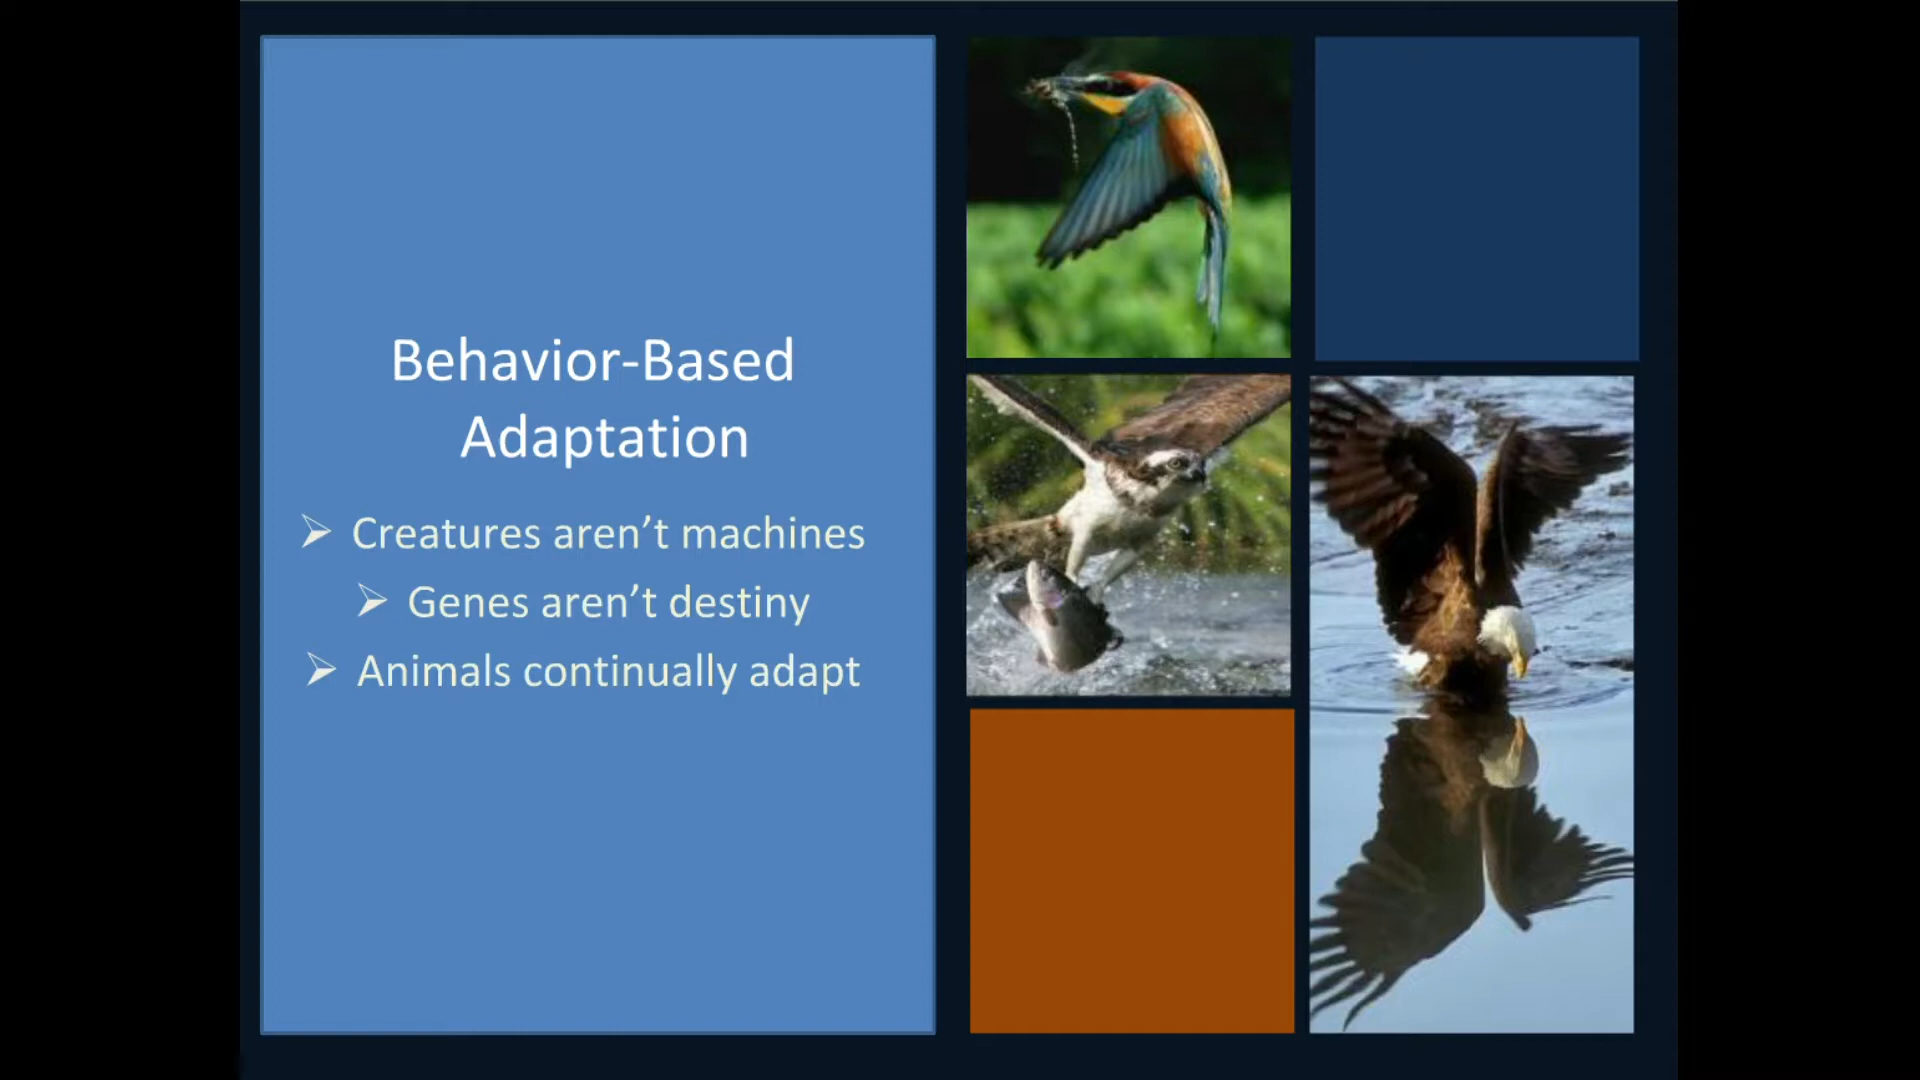 Behavior-Based
Adaptation
➢ Creatures aren’t machines
➢ Genes aren’t destiny
➢ Animals continually adapt